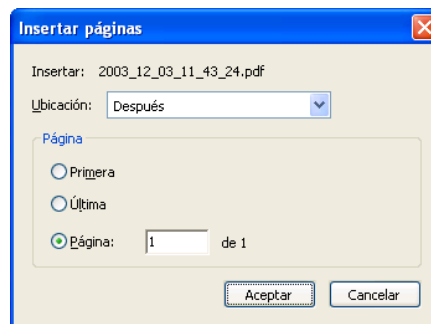 Insertar páginas
Insertar: 2003_12_03_11_43_24.pdf
Ubicación: Después
Página
Primera
Última
Página: 1 de 1
Aceptar Cancelar